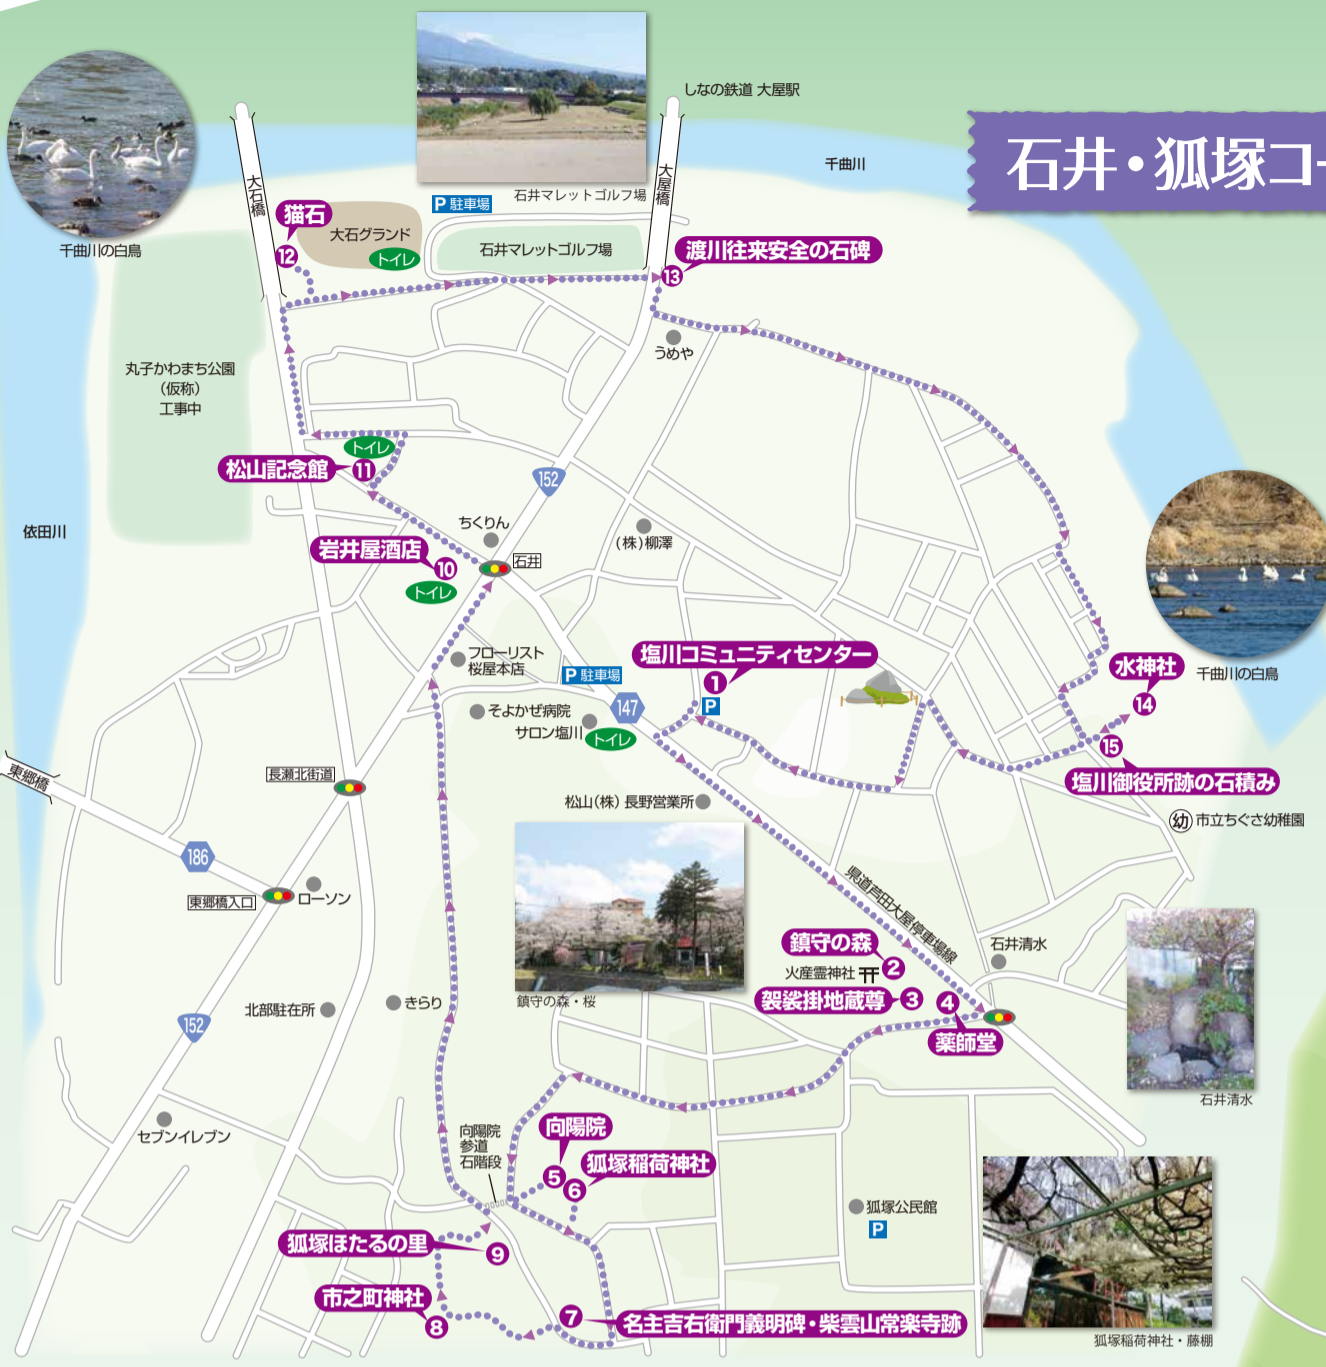 しなの鉄道 大屋駅
石井・狐塚コー
千曲川
大石橋
大屋橋
石井マレットゴルフ場
P 駐車場
千曲川の白鳥
猫石
12
大石グランド
トイレ
石井マレットゴルフ場
渡川往来安全の石碑
13
うめや
丸子かわまち公園
（仮称）
工事中
トイレ
松山記念館
11
152
依田川
ちくりん
石井
(株)柳澤
岩井屋酒店
10
トイレ
フローリスト
桜屋本店
P 駐車場
塩川コミュニティセンター
1
P
水神社
14
千曲川の白鳥
147
そよかぜ病院
サロン塩川
トイレ
15
塩川御役所跡の石積み
東郷橋
長瀬北街道
松山(株) 長野営業所
幼 市立ちぐさ幼稚園
186
東郷橋入口
ローソン
県道芦田大屋停車場線
鎮守の森
2
石井清水
火産霊神社
袈裟掛地蔵尊
3
4
薬師堂
鎮守の森・桜
北部駐在所
きらり
152
石井清水
セブンイレブン
向陽院
参道
石階段
向陽院
5
狐塚稲荷神社
6
狐塚公民館
P
狐塚ほたるの里
9
市之町神社
8
7
名主吉右衛門義明碑・柴雲山常楽寺跡
狐塚稲荷神社・藤棚